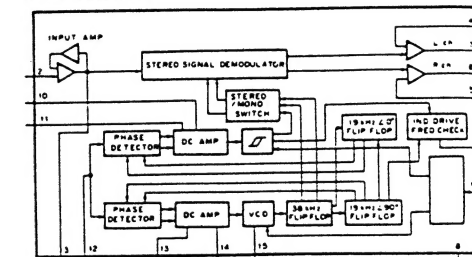 INPUT AMP
L ch
R ch
STEREO SIGNAL DEMODULATOR
2
10
11
STEREO
/MONO
SWITCH
PHASE
DETECTOR
DC AMP
19kHz∠0°
FLIP FLOP
IND DRIVE
FREQ CHECK
PHASE
DETECTOR
DC AMP
VCO
38kHz
FLIP FLOP
19kHz∠90°
FLIP FLOP
3
12
13
14
15
8